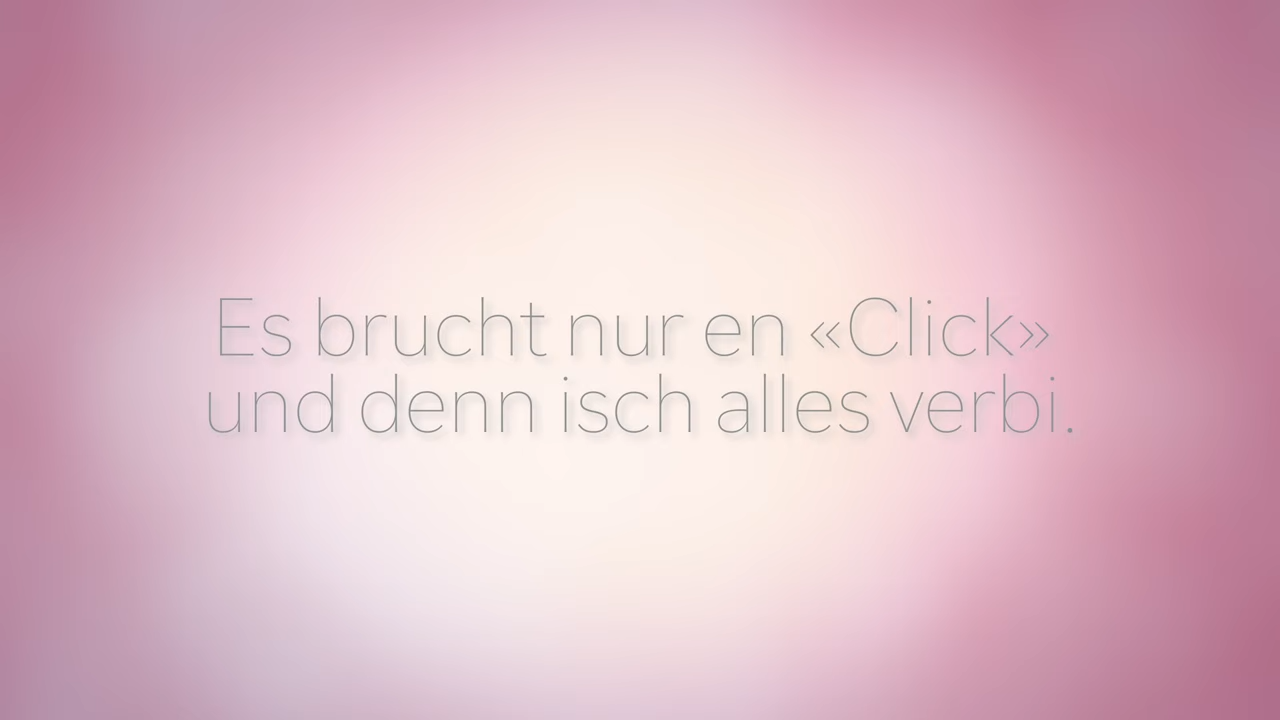 Es brucht nur en «Click»
und denn isch alles verbi.